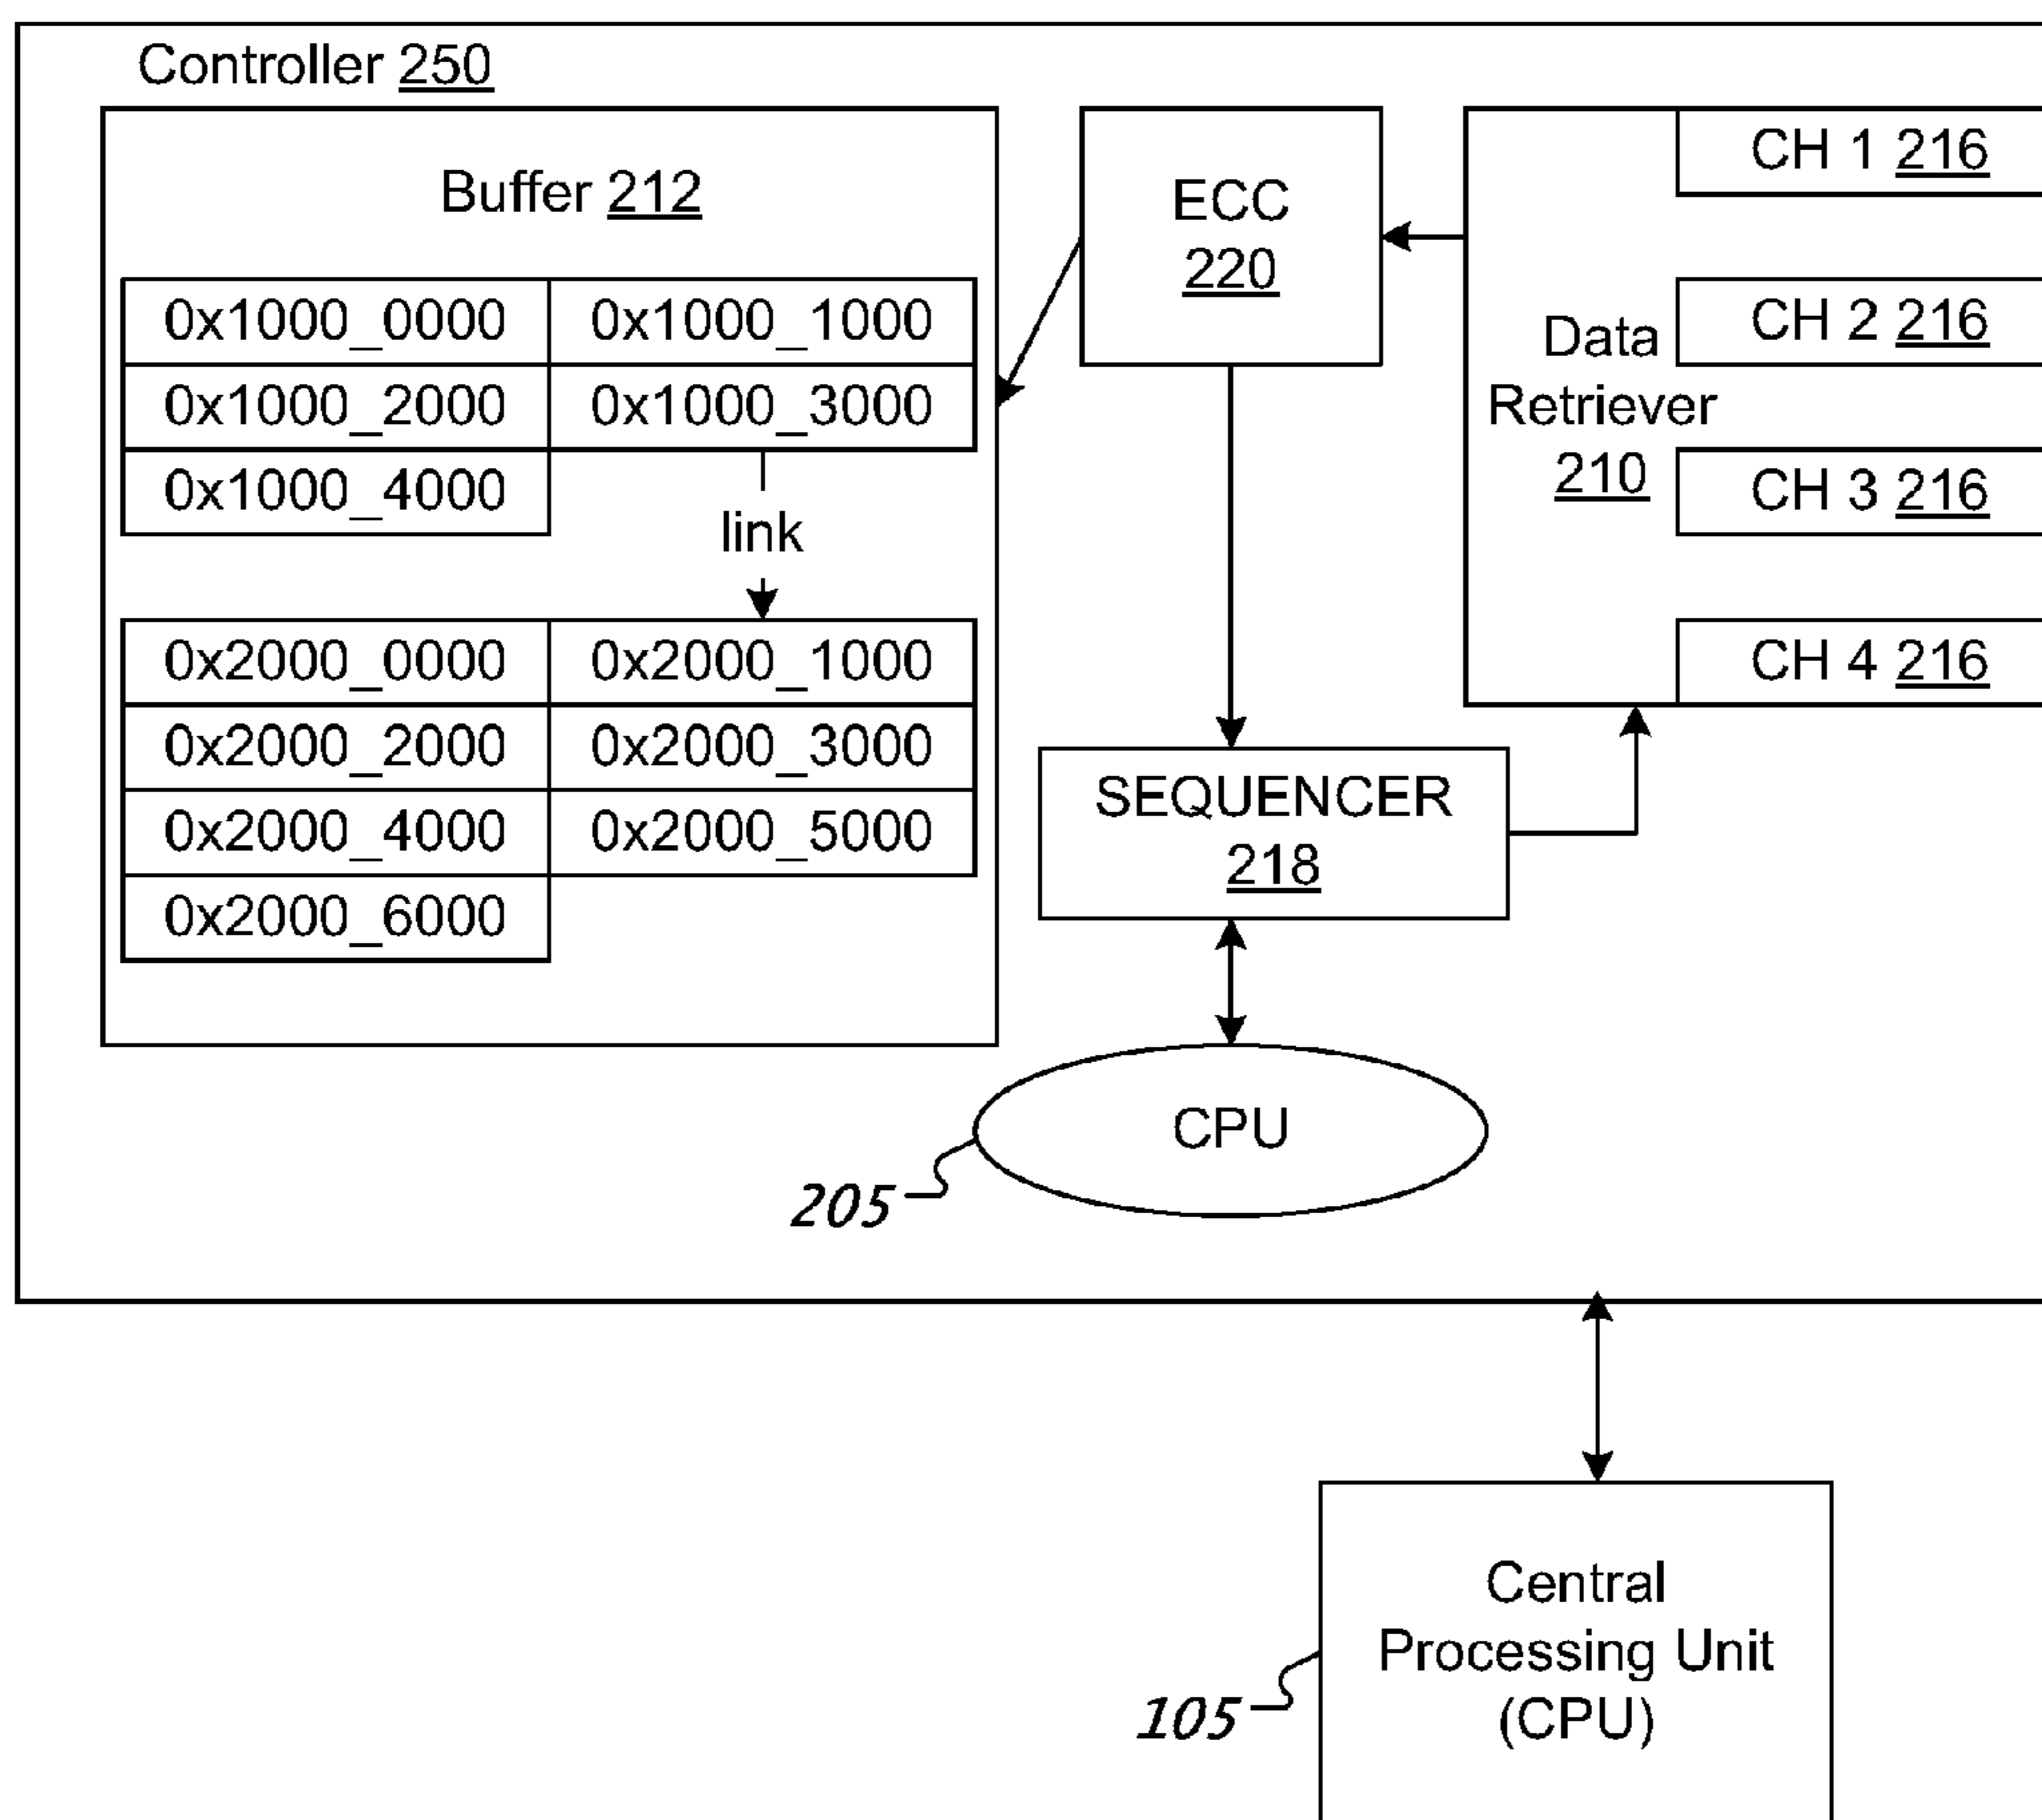 Controller 250
Buffer 212
0x1000_0000 0x1000_1000
0x1000_2000 0x1000_3000
0x1000_4000
link
0x2000_0000 0x2000_1000
0x2000_2000 0x2000_3000
0x2000_4000 0x2000_5000
0x2000_6000
ECC
220
Data
Retriever
210
CH 1 216
CH 2 216
CH 3 216
CH 4 216
SEQUENCER
218
CPU
205
Central
Processing Unit
(CPU)
105